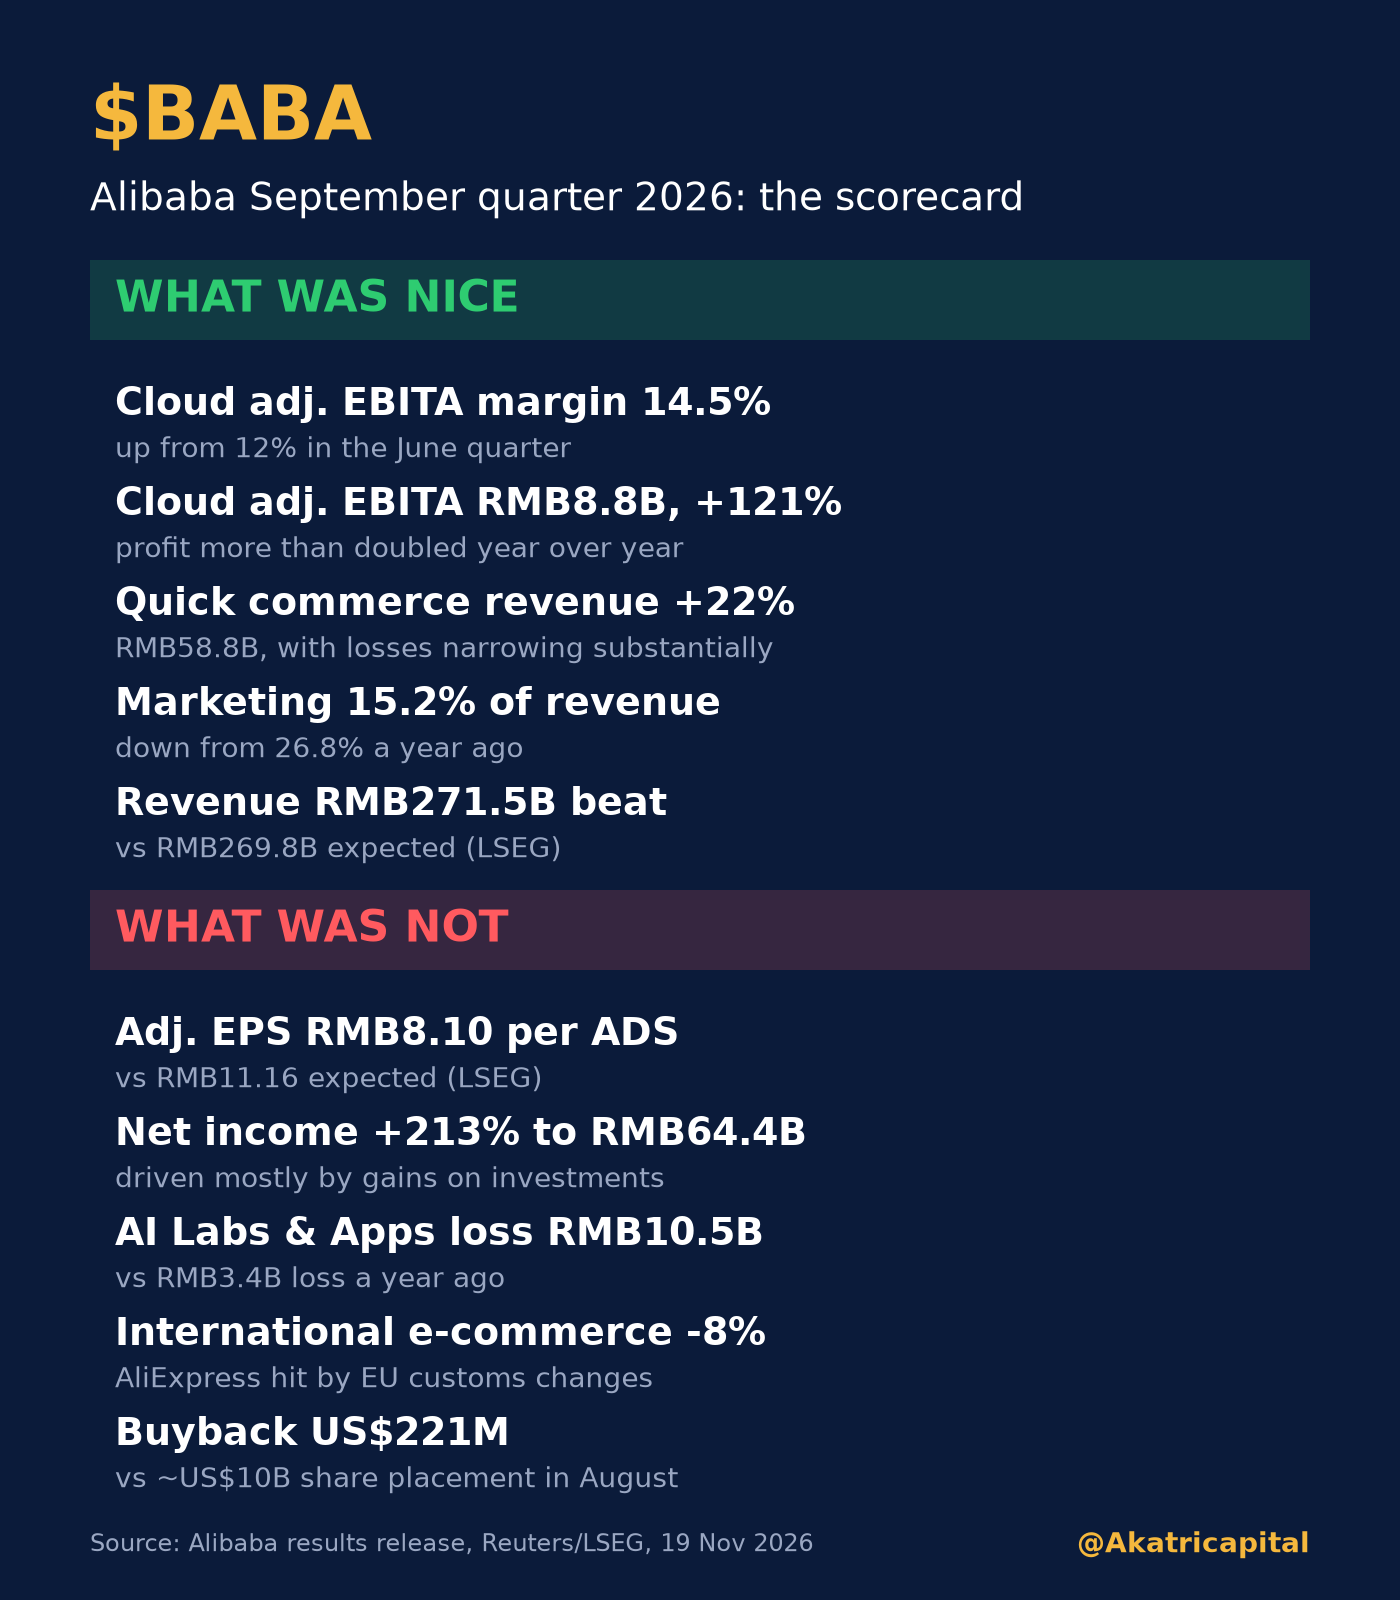 $BABA
Alibaba September quarter 2026: the scorecard
WHAT WAS NICE
Cloud adj. EBITA margin 14.5%
up from 12% in the June quarter
Cloud adj. EBITA RMB8.8B, +121%
profit more than doubled year over year
Quick commerce revenue +22%
RMB58.8B, with losses narrowing substantially
Marketing 15.2% of revenue
down from 26.8% a year ago
Revenue RMB271.5B beat
vs RMB269.8B expected (LSEG)
WHAT WAS NOT
Adj. EPS RMB8.10 per ADS
vs RMB11.16 expected (LSEG)
Net income +213% to RMB64.4B
driven mostly by gains on investments
AI Labs & Apps loss RMB10.5B
vs RMB3.4B loss a year ago
International e-commerce -8%
AliExpress hit by EU customs changes
Buyback US$221M
vs ~US$10B share placement in August
Source: Alibaba results release, Reuters/LSEG, 19 Nov 2026
@Akatricapital